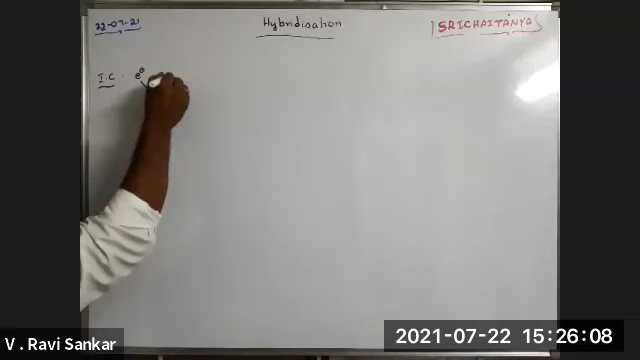 22-07-21
Hybridisation
SRICHAITANYA
I.C : e⊖
V . Ravi Sankar
2021-07-22 15:26:08